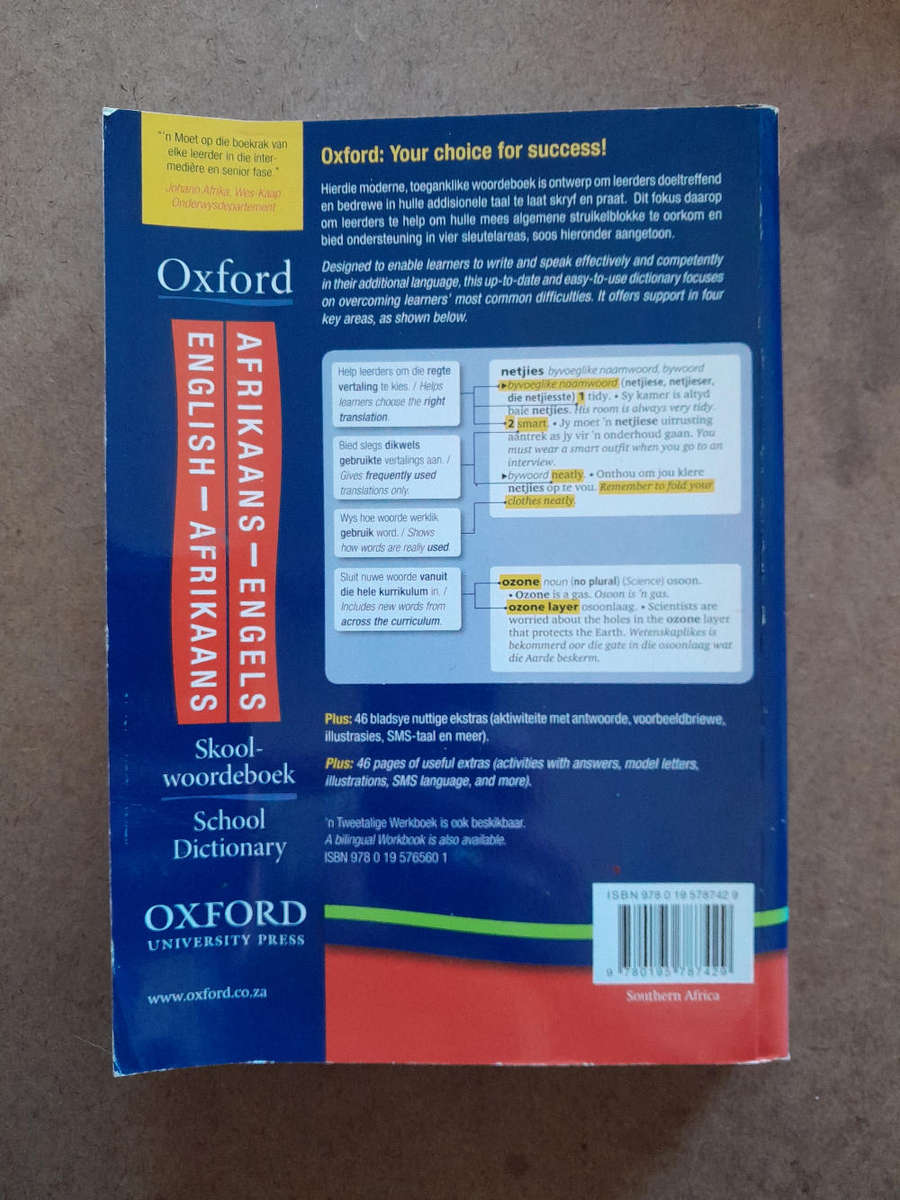 "'n Moet op die boekrak van
elke leerder in die inter-
mediêre en senior fase"
Johann Afrika, Wes-Kaap
Onderwysdepartement
Oxford
AFRIKAANS – ENGELS
ENGLISH – AFRIKAANS
Skool-
woordeboek
School
Dictionary
OXFORD
UNIVERSITY PRESS
www.oxford.co.za
Oxford: Your choice for success!
Hierdie moderne, toeganklike woordeboek is ontwerp om leerders doeltreffend
en bedrewe in hulle addisionele taal te laat skryf en praat. Dit fokus daarop
om leerders te help om hulle mees algemene struikelblokke te oorkom en
bied ondersteuning in vier sleutelareas, soos hieronder aangetoon.
Designed to enable learners to write and speak effectively and competently
in their additional language, this up-to-date and easy-to-use dictionary focuses
on overcoming learners' most common difficulties. It offers support in four
key areas, as shown below.
Help leerders om die regte
vertaling te kies. / Helps
learners choose the right
translation.
Bied slegs dikwels
gebruikte vertalings aan. /
Gives frequently used
translations only.
Wys hoe woorde werklik
gebruik word. / Shows
how words are really used.
Sluit nuwe woorde vanuit
die hele kurrikulum in. /
Includes new words from
across the curriculum.
netjies byvoeglike naamwoord, bywoord
▸byvoeglike naamwoord (netjiese, netjieser,
die netjiesste) 1 tidy. • Sy kamer is altyd
baie netjies. His room is always very tidy.
2 smart. • Jy moet 'n netjiese uitrusting
aantrek as jy vir 'n onderhoud gaan. You
must wear a smart outfit when you go to an
interview.
▸bywoord neatly. • Onthou om jou klere
netjies op te vou. Remember to fold your
clothes neatly.
ozone noun (no plural) (Science) osoon.
• Ozone is a gas. Osoon is 'n gas.
ozone layer osoonlaag. • Scientists are
worried about the holes in the ozone layer
that protects the Earth. Wetenskaplikes is
bekommerd oor die gate in die osoonlaag wat
die Aarde beskerm.
Plus: 46 bladsye nuttige ekstras (aktiwiteite met antwoorde, voorbeeldbriewe,
illustrasies, SMS-taal en meer).
Plus: 46 pages of useful extras (activities with answers, model letters,
illustrations, SMS language, and more).
'n Tweetalige Werkboek is ook beskikbaar.
A bilingual Workbook is also available.
ISBN 978 0 19 576560 1
ISBN 978 0 19 578742 9
9 780195 787429
Southern Africa